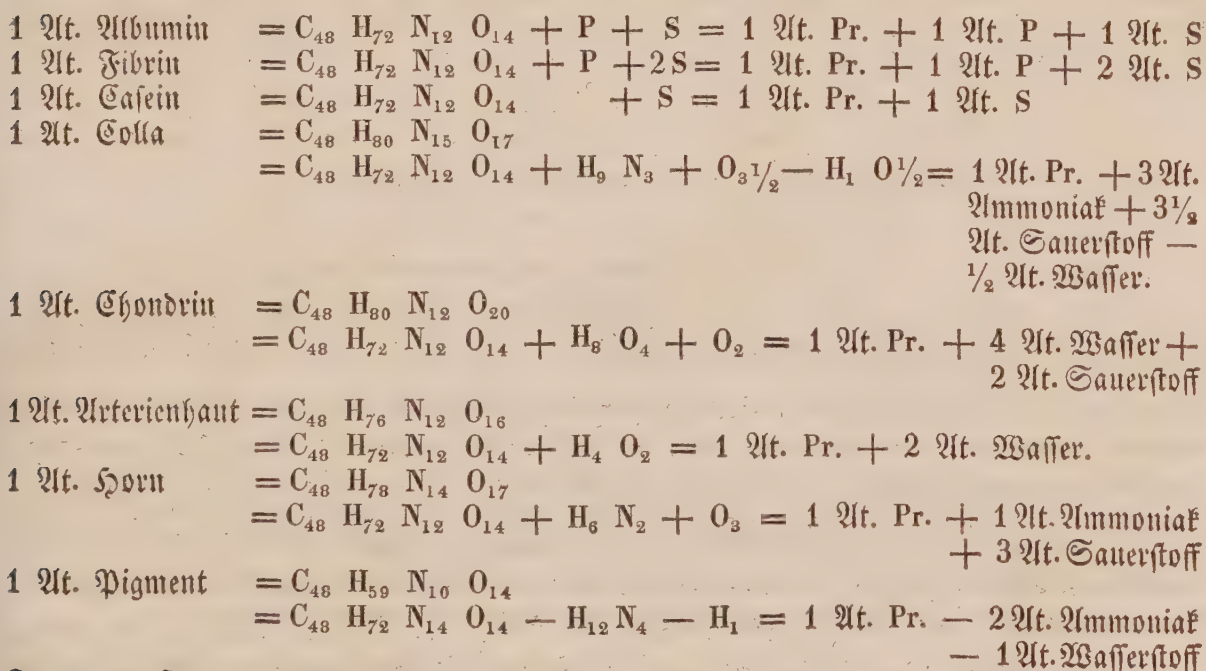 1 At. Albumin = C₄₈ H₇₂ N₁₂ O₁₄ + P + S = 1 At. Pr. + 1 At. P + 1 At. S
1 At. Fibrin = C₄₈ H₇₂ N₁₂ O₁₄ + P + 2 S = 1 At. Pr. + 1 At. P + 2 At. S
1 At. Casein = C₄₈ H₇₂ N₁₂ O₁₄ + S = 1 At. Pr. + 1 At. S
1 At. Colla = C₄₈ H₈₀ N₁₅ O₁₇
= C₄₈ H₇₂ N₁₂ O₁₄ + H₉ N₃ + O₃½ — H₁ O½ = 1 At. Pr. + 3 At.
Ammoniak + 3½
At. Sauerstoff —
½ At. Wasser.
1 At. Chondrin = C₄₈ H₈₀ N₁₂ O₂₀
= C₄₈ H₇₂ N₁₂ O₁₄ + H₈ O₄ + O₂ = 1 At. Pr. + 4 At. Wasser +
2 At. Sauerstoff
1 At. Arterienhaut = C₄₈ H₇₆ N₁₂ O₁₆
= C₄₈ H₇₂ N₁₂ O₁₄ + H₄ O₂ = 1 At. Pr. + 2 At. Wasser.
1 At. Horn = C₄₈ H₇₈ N₁₄ O₁₇
= C₄₈ H₇₂ N₁₂ O₁₄ + H₆ N₂ + O₃ = 1 At. Pr. + 1 At. Ammoniak
+ 3 At. Sauerstoff
1 At. Pigment = C₄₈ H₅₉ N₁₀ O₁₄
= C₄₈ H₇₂ N₁₄ O₁₄ — H₁₂ N₄ — H₁ = 1 At. Pr. — 2 At. Ammoniak
— 1 At. Wasserstoff